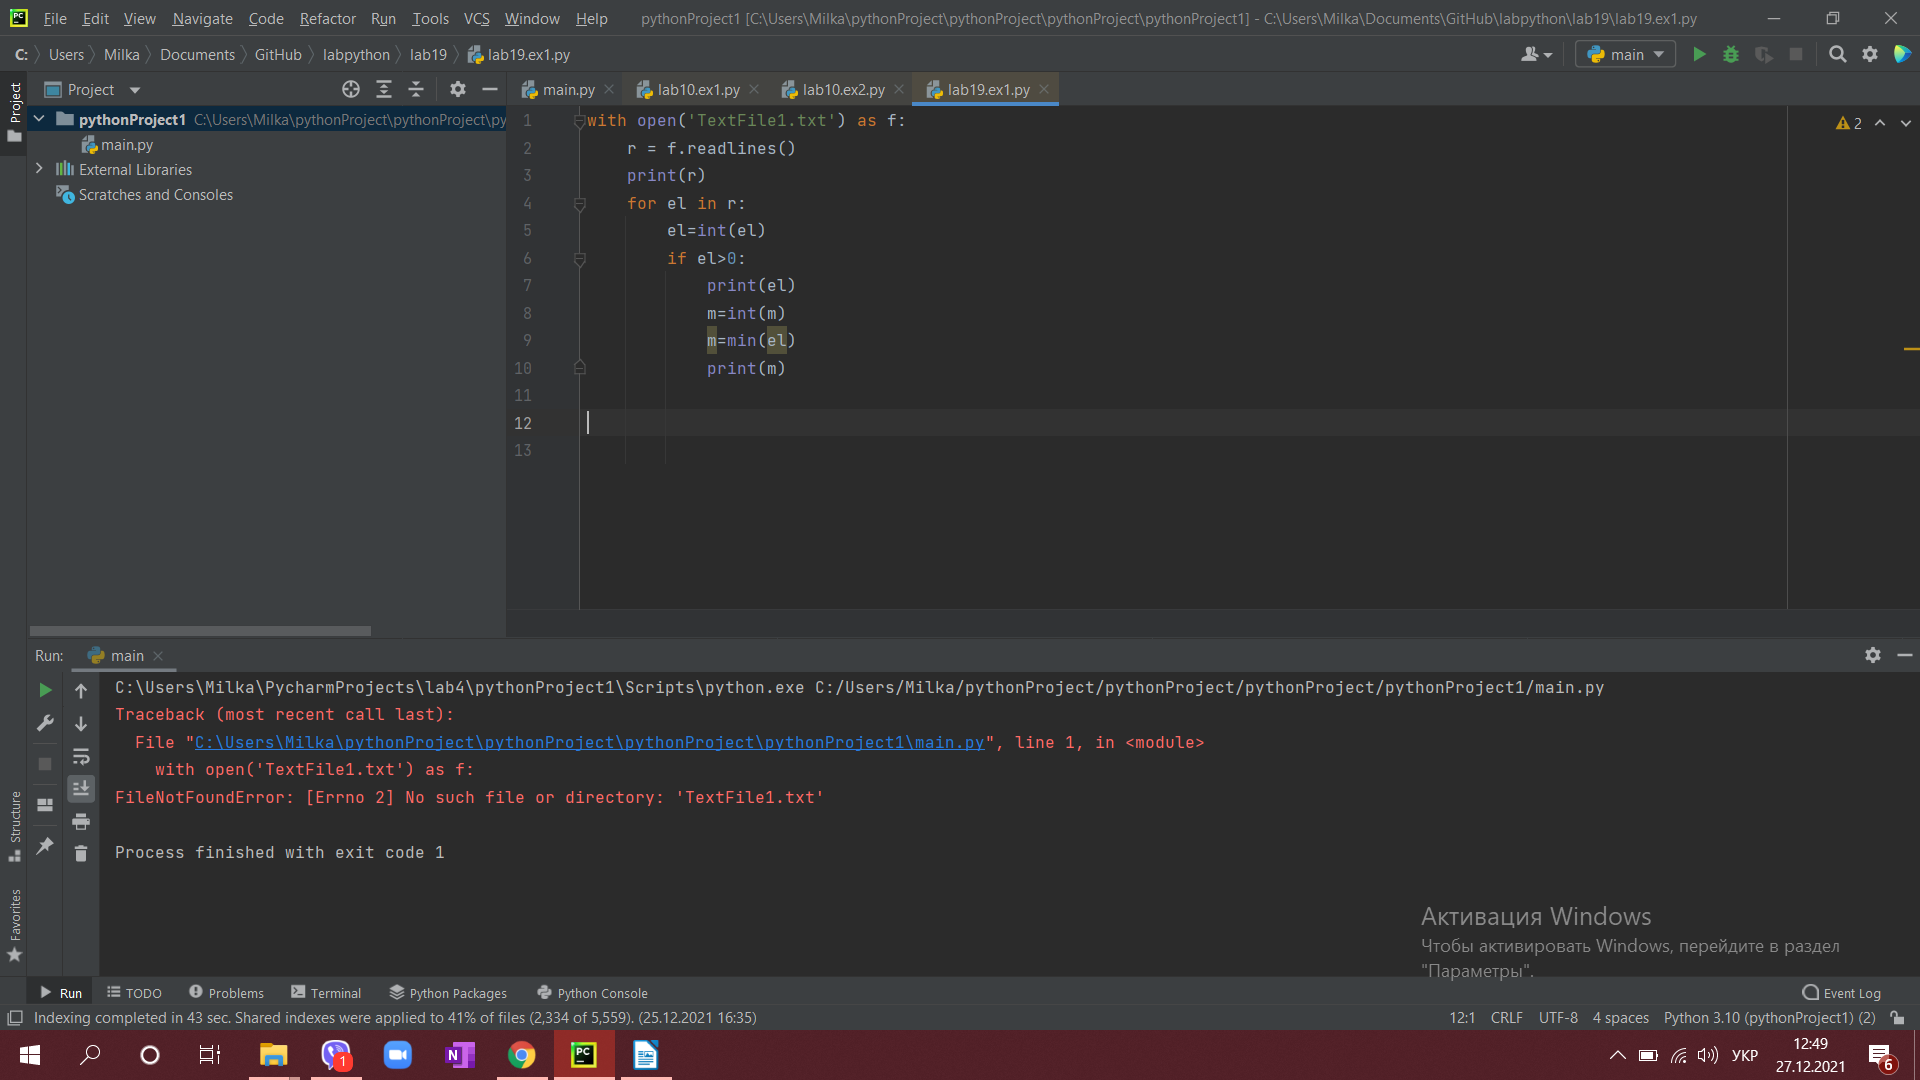 File Edit View Navigate Code Refactor Run Tools VCS Window Help pythonProject1 [C:\Users\Milka\pythonProject\pythonProject\pythonProject\pythonProject1] - C:\Users\Milka\Documents\GitHub\labpython\lab19\lab19.ex1.py
C: Users Milka Documents GitHub labpython lab19 lab19.ex1.py main
Project
Project main.py lab10.ex1.py lab10.ex2.py lab19.ex1.py
pythonProject1 C:\Users\Milka\pythonProject\pythonProject\py
main.py
External Libraries
Scratches and Consoles
1 with open('TextFile1.txt') as f:
2 r = f.readlines()
3 print(r)
4 for el in r:
5 el=int(el)
6 if el>0:
7 print(el)
8 m=int(m)
9 m=min(el)
10 print(m)
11
12
13
2
Run: main
C:\Users\Milka\PycharmProjects\lab4\pythonProject1\Scripts\python.exe C:/Users/Milka/pythonProject/pythonProject/pythonProject/pythonProject1/main.py
Traceback (most recent call last):
File "C:\Users\Milka\pythonProject\pythonProject\pythonProject\pythonProject1\main.py", line 1, in <module>
with open('TextFile1.txt') as f:
FileNotFoundError: [Errno 2] No such file or directory: 'TextFile1.txt'
Process finished with exit code 1
Structure
Favorites
Активация Windows
Чтобы активировать Windows, перейдите в раздел
"Параметры".
Run TODO Problems Terminal Python Packages Python Console Event Log
Indexing completed in 43 sec. Shared indexes were applied to 41% of files (2,334 of 5,559). (25.12.2021 16:35) 12:1 CRLF UTF-8 4 spaces Python 3.10 (pythonProject1) (2)
1 N PC УКР 12:49
27.12.2021 6